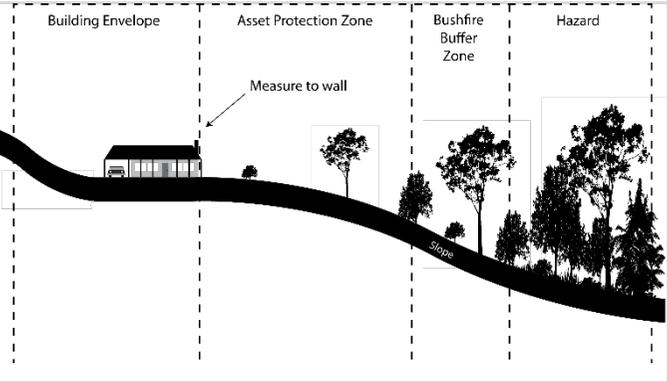 Building Envelope
Asset Protection Zone
Bushfire
Buffer
Zone
Hazard
Measure to wall
Slope